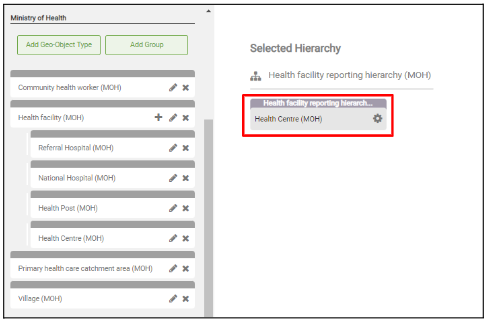 Ministry of Health
Add Geo-Object Type
Add Group
Community health worker (MOH)
Health facility (MOH)
Referral Hospital (MOH)
National Hospital (MOH)
Health Post (MOH)
Health Centre (MOH)
Primary health care catchment area (MOH)
Village (MOH)
Selected Hierarchy
Health facility reporting hierarchy (MOH)
Health facility reporting hierarch...
Health Centre (MOH)